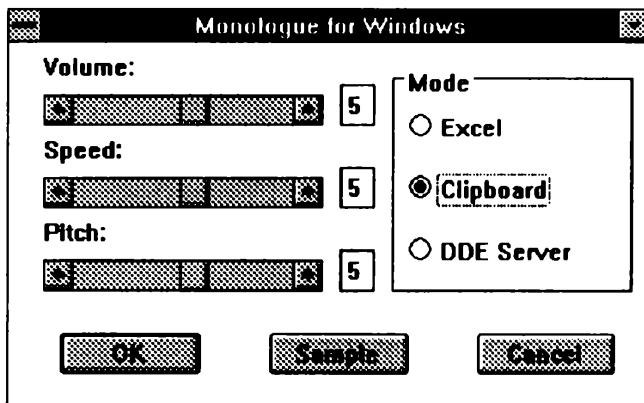 Monologue for Windows
Volume:
5
Speed:
5
Pitch:
5
Mode
Excel
Clipboard
DDE Server
OK
Sample
Cancel